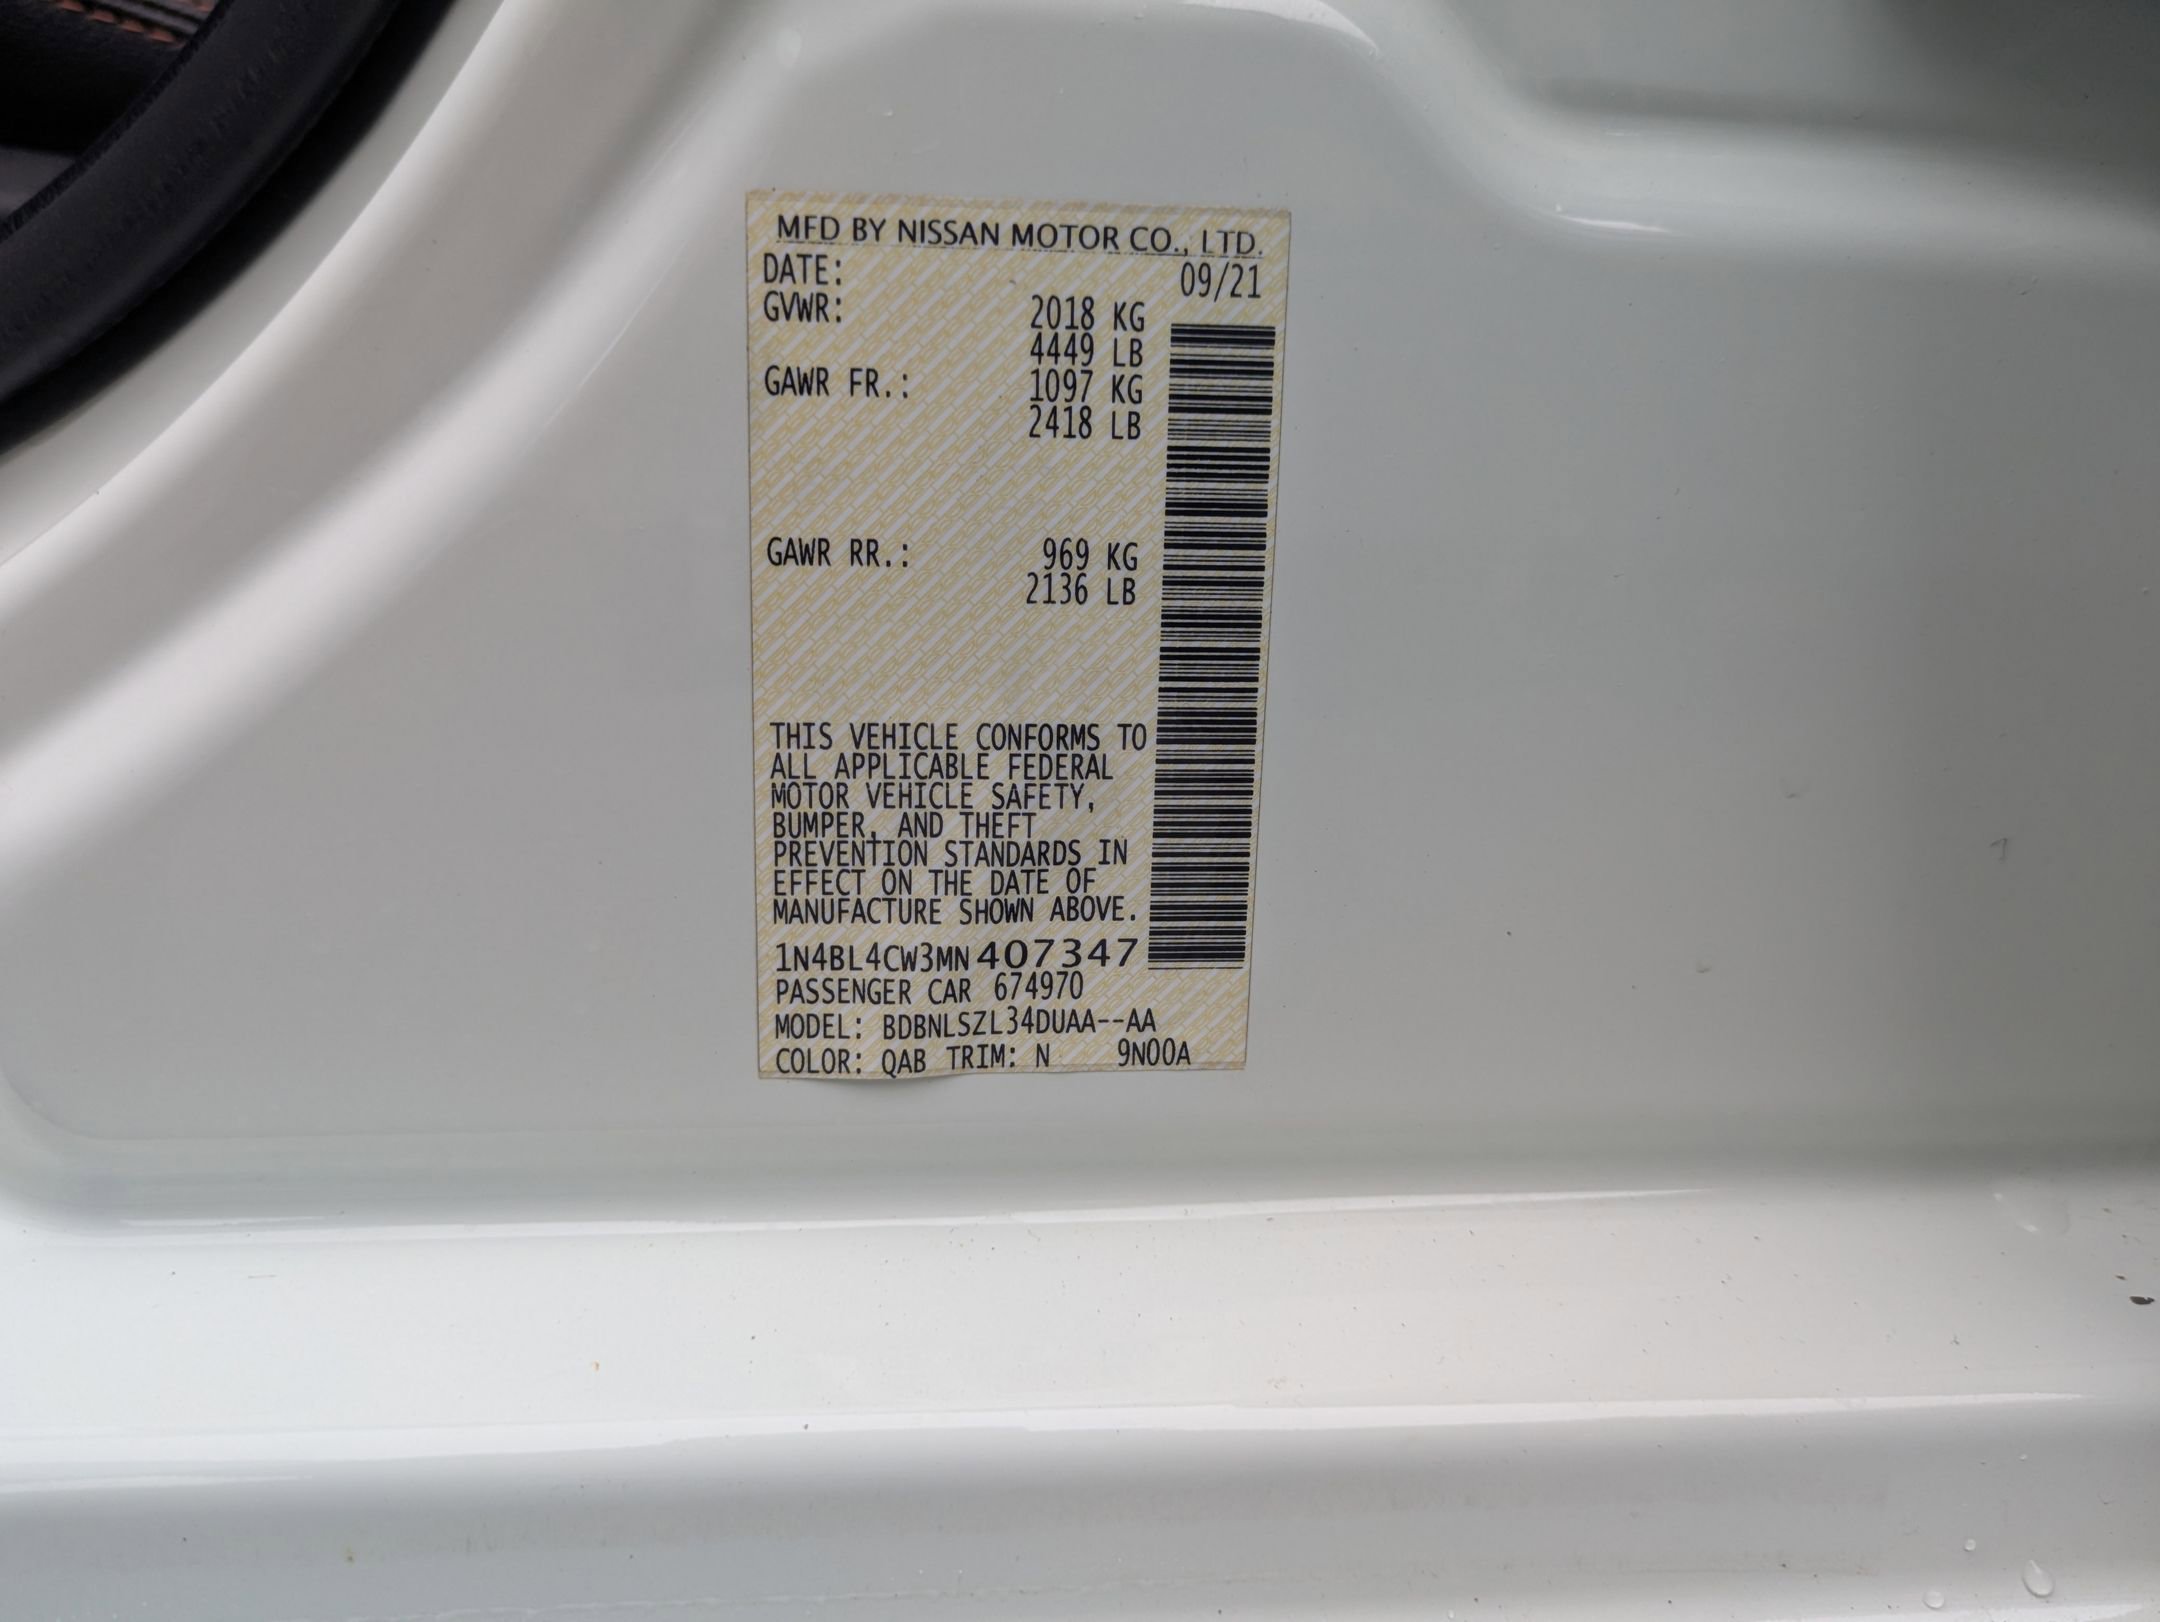 MFD BY NISSAN MOTOR CO., LTD.
DATE: 09/21
GVWR: 2018 KG
4449 LB
GAWR FR.: 1097 KG
2418 LB
GAWR RR.: 969 KG
2136 LB
THIS VEHICLE CONFORMS TO
ALL APPLICABLE FEDERAL
MOTOR VEHICLE SAFETY,
BUMPER, AND THEFT
PREVENTION STANDARDS IN
EFFECT ON THE DATE OF
MANUFACTURE SHOWN ABOVE.
1N4BL4CW3MN407347
PASSENGER CAR 674970
MODEL: BDBNLSZL34DUAA--AA
COLOR: QAB TRIM: N 9N00A